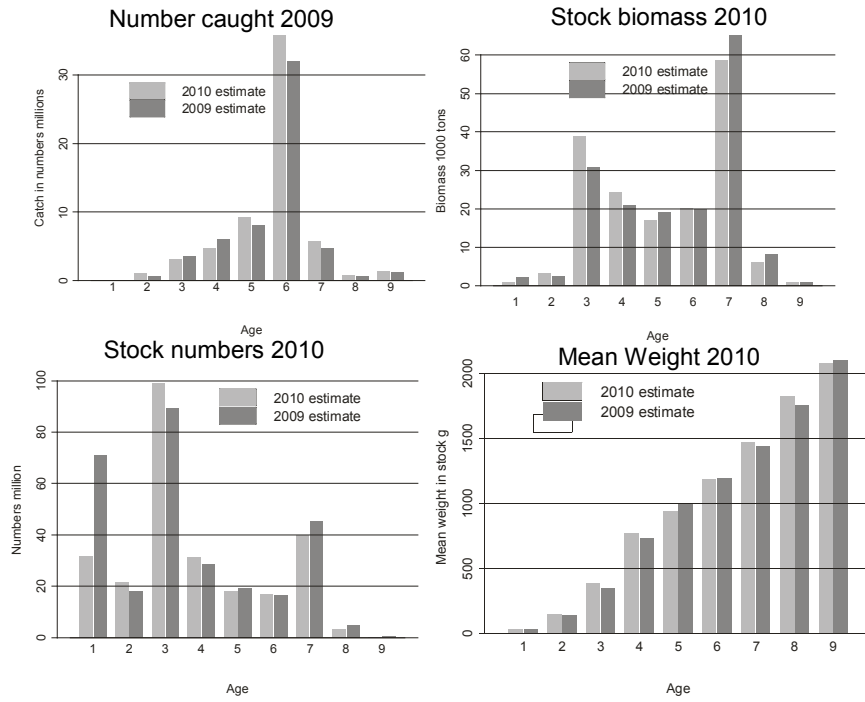 Number caught 2009
30
20
10
0
Catch in numbers millions
2010 estimate
2009 estimate
1 2 3 4 5 6 7 8 9
Age
Stock biomass 2010
60
50
40
30
20
10
0
Biomass 1000 tons
2010 estimate
2009 estimate
1 2 3 4 5 6 7 8 9
Age
Stock numbers 2010
100
80
60
40
20
0
Numbers million
2010 estimate
2009 estimate
1 2 3 4 5 6 7 8 9
Age
Mean Weight 2010
2000
1500
1000
500
0
Mean weight in stock g
2010 estimate
2009 estimate
1 2 3 4 5 6 7 8 9
Age